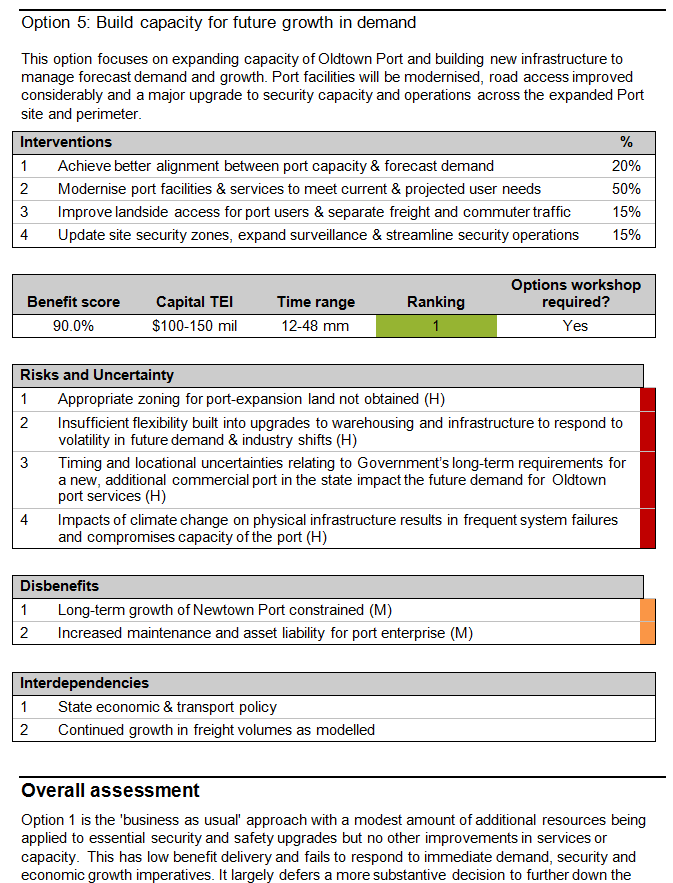 Option 5: Build capacity for future growth in demand
This option focuses on expanding capacity of Oldtown Port and building new infrastructure to
manage forecast demand and growth. Port facilities will be modernised, road access improved
considerably and a major upgrade to security capacity and operations across the expanded Port
site and perimeter.
Interventions %
1 Achieve better alignment between port capacity & forecast demand 20%
2 Modernise port facilities & services to meet current & projected user needs 50%
3 Improve landside access for port users & separate freight and commuter traffic 15%
4 Update site security zones, expand surveillance & streamline security operations 15%
Options workshop
Benefit score Capital TEI Time range Ranking required?
90.0% $100-150 mil 12-48 mm 1 Yes
Risks and Uncertainty
1 Appropriate zoning for port-expansion land not obtained (H)
2 Insufficient flexibility built into upgrades to warehousing and infrastructure to respond to
volatility in future demand & industry shifts (H)
3 Timing and locational uncertainties relating to Government's long-term requirements for
a new, additional commercial port in the state impact the future demand for Oldtown
port services (H)
4 Impacts of climate change on physical infrastructure results in frequent system failures
and compromises capacity of the port (H)
Disbenefits
1 Long-term growth of Newtown Port constrained (M)
2 Increased maintenance and asset liability for port enterprise (M)
Interdependencies
1 State economic & transport policy
2 Continued growth in freight volumes as modelled
Overall assessment
Option 1 is the 'business as usual' approach with a modest amount of additional resources being
applied to essential security and safety upgrades but no other improvements in services or
capacity. This has low benefit delivery and fails to respond to immediate demand, security and
economic growth imperatives. It largely defers a more substantive decision to further down the